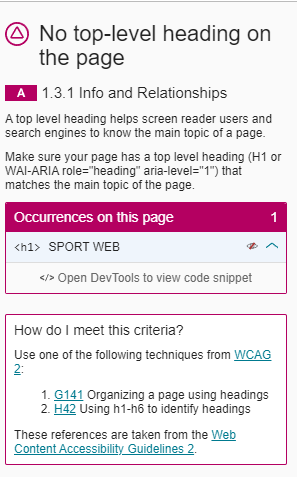 No top-level heading on
the page
A 1.3.1 Info and Relationships
A top level heading helps screen reader users and
search engines to know the main topic of a page.
Make sure your page has a top level heading (H1 or
WAI-ARIA role="heading" aria-level="1") that
matches the main topic of the page.
Occurrences on this page 1
<h1> SPORT WEB
</> Open DevTools to view code snippet
How do I meet this criteria?
Use one of the following techniques from WCAG
2:
1. G141 Organizing a page using headings
2. H42 Using h1-h6 to identify headings
These references are taken from the Web
Content Accessibility Guidelines 2.